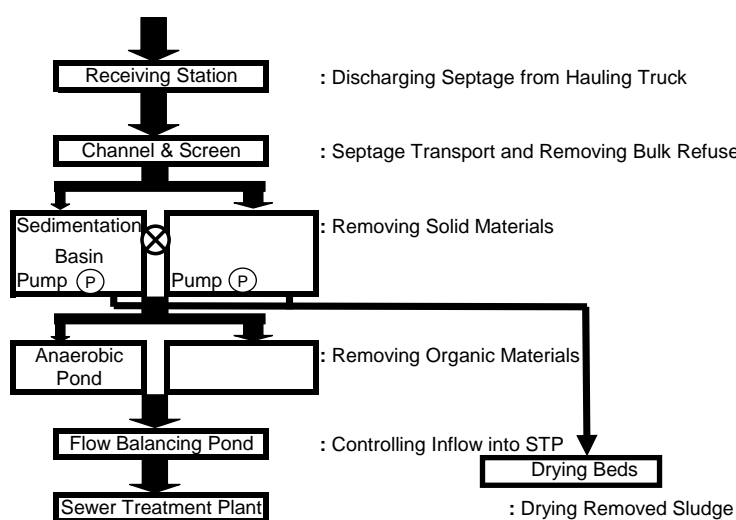 Receiving Station
: Discharging Septage from Hauling Truck
Channel & Screen
: Septage Transport and Removing Bulk Refuse
Sedimentation
Basin
: Removing Solid Materials
Pump P
Pump P
Anaerobic
Pond
: Removing Organic Materials
Flow Balancing Pond
: Controlling Inflow into STP
Drying Beds
Sewer Treatment Plant
: Drying Removed Sludge